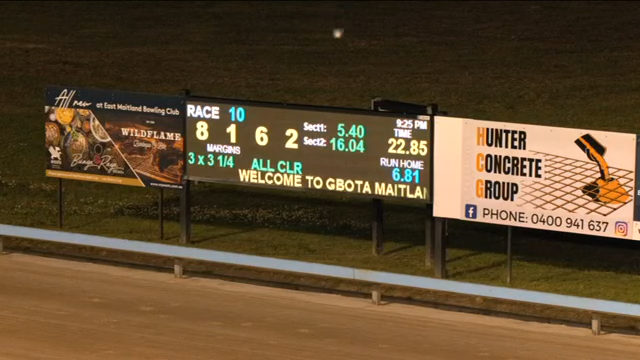 All new at East Maitland Bowling Club
WILDFLAME
RACE 10
8 1 6 2
MARGINS
3 x 3 1/4
ALL CLR
Sect1: 5.40
Sect2: 16.04
9:25 PM
TIME
22.85
RUN HOME
6.81
WELCOME TO GBOTA MAITLAN
HUNTER
CONCRETE
GROUP
PHONE: 0400 941 637